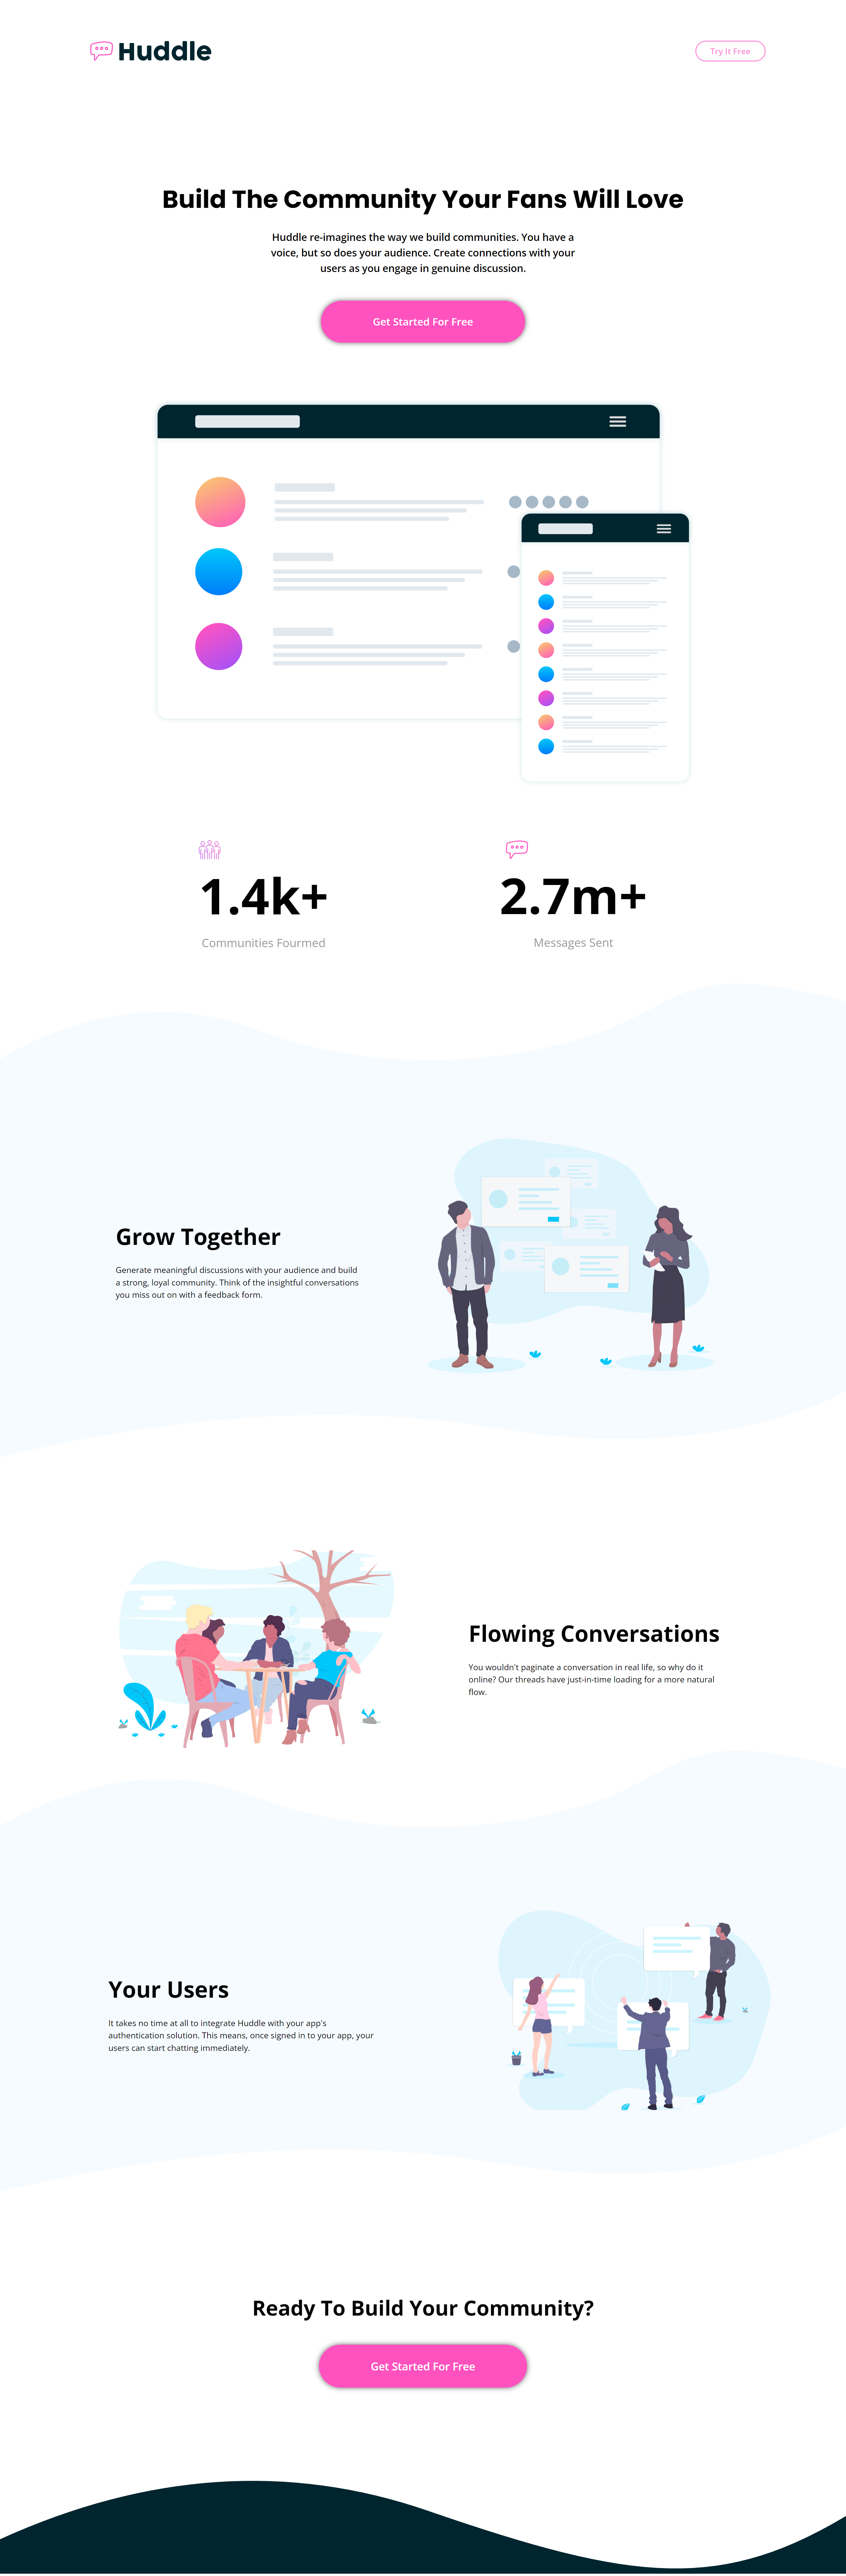 Huddle
Try It Free
Build The Community Your Fans Will Love
Huddle re-imagines the way we build communities. You have a
voice, but so does your audience. Create connections with your
users as you engage in genuine discussion.
Get Started For Free
1.4k+
Communities Fourmed
2.7m+
Messages Sent
Grow Together
Generate meaningful discussions with your audience and build
a strong, loyal community. Think of the insightful conversations
you miss out on with a feedback form.
Flowing Conversations
You wouldn't paginate a conversation in real life, so why do it
online? Our threads have just-in-time loading for a more natural
flow.
Your Users
It takes no time at all to integrate Huddle with your app's
authentication solution. This means, once signed in to your app, your
users can start chatting immediately.
Ready To Build Your Community?
Get Started For Free